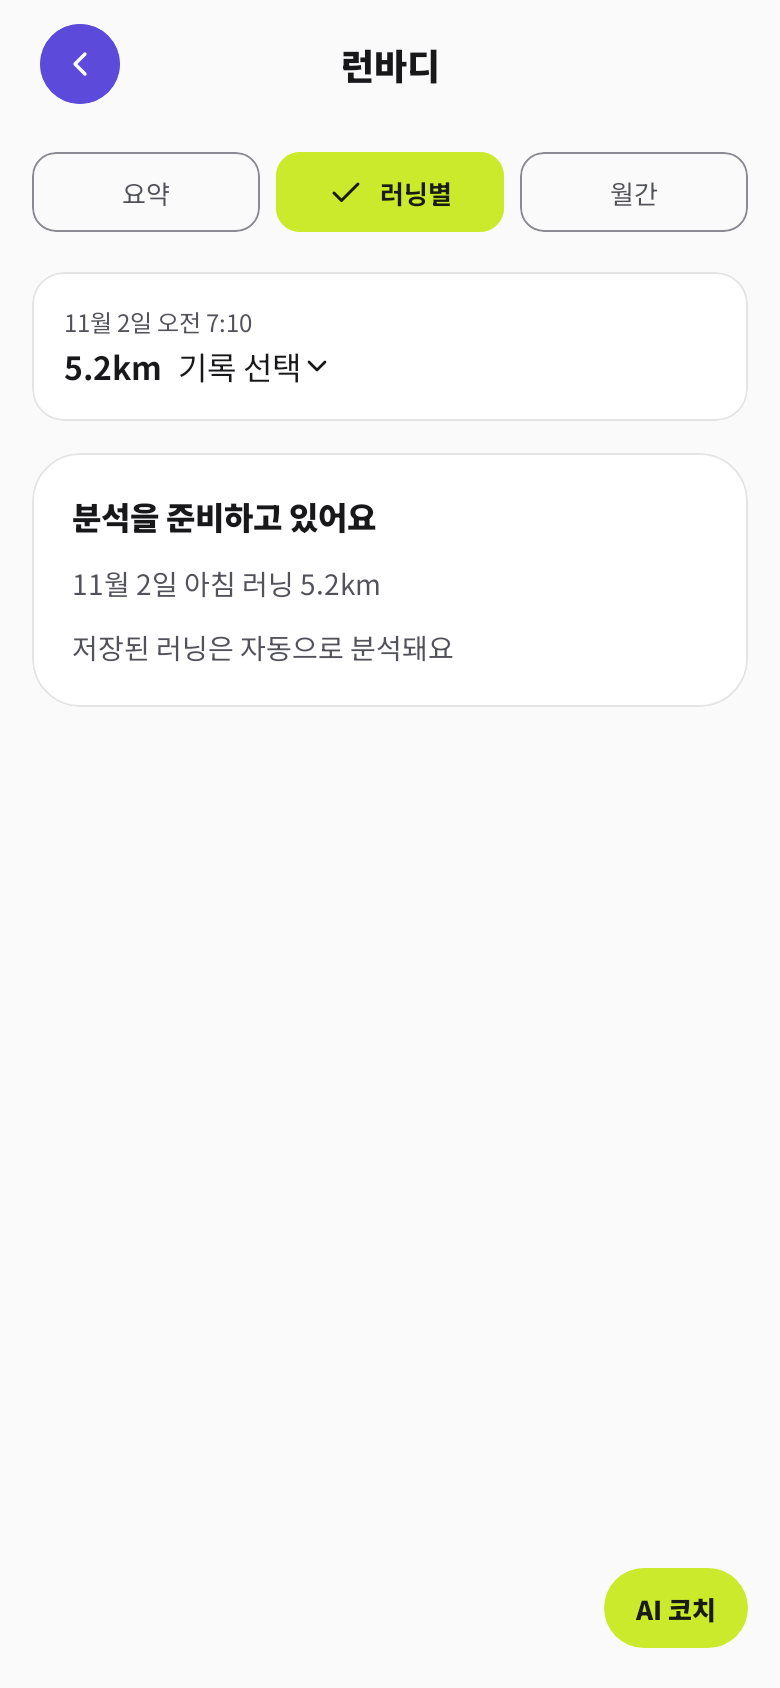 런바디
요약
러닝별
월간
11월 2일 오전 7:10
5.2km 기록 선택
분석을 준비하고 있어요
11월 2일 아침 러닝 5.2km
저장된 러닝은 자동으로 분석돼요
AI 코치